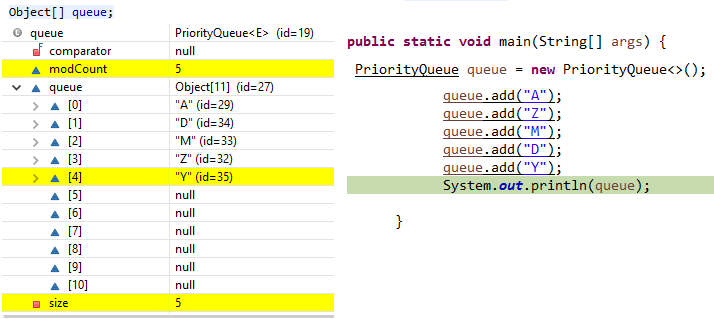 Object[] queue;
queue PriorityQueue<E> (id=19)
comparator null
modCount 5
queue Object[11] (id=27)
[0] "A" (id=29)
[1] "D" (id=34)
[2] "M" (id=33)
[3] "Z" (id=32)
[4] "Y" (id=35)
[5] null
[6] null
[7] null
[8] null
[9] null
[10] null
size 5
public static void main(String[] args) {
PriorityQueue queue = new PriorityQueue<>();
queue.add("A");
queue.add("Z");
queue.add("M");
queue.add("D");
queue.add("Y");
System.out.println(queue);
}